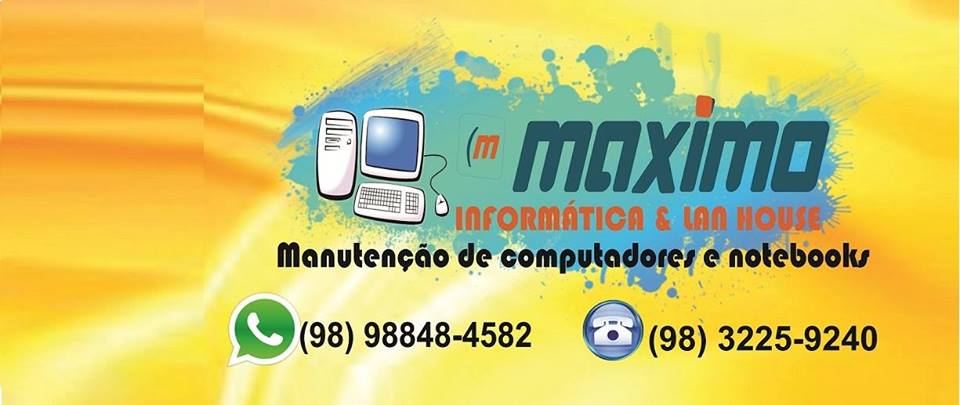 (m maximo
INFORMÁTICA & LAN HOUSE
Manutenção de computadores e notebooks
(98) 98848-4582
(98) 3225-9240